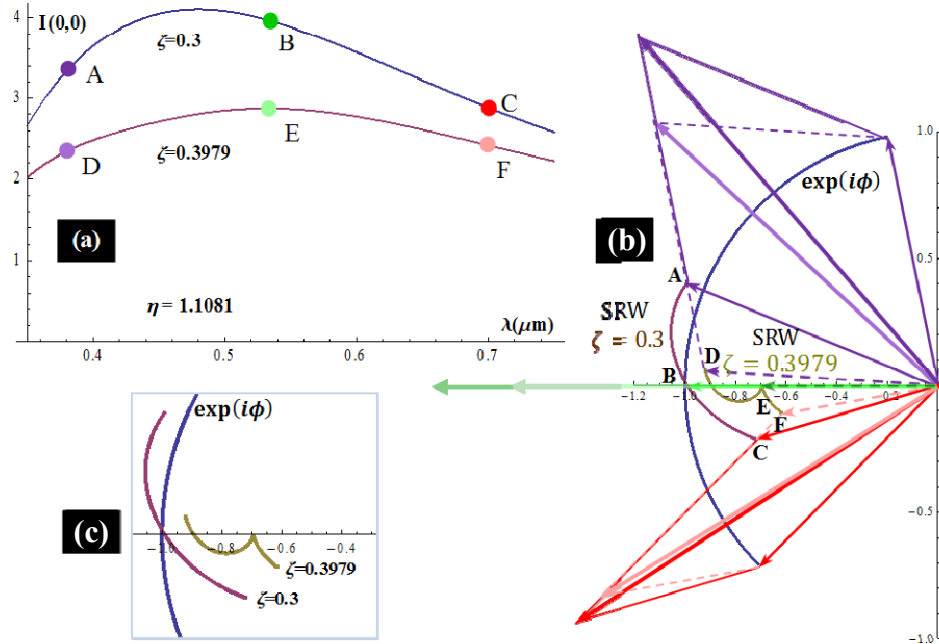 I(0,0)
4
3
2
1
ζ=0.3
ζ=0.3979
A
B
C
D
E
F
(a)
η = 1.1081
λ(μm)
0.4
0.5
0.6
0.7
(b)
exp(iϕ)
1.0
0.5
-0.5
-1.0
A
SRW
ζ = 0.3
SRW
ζ = 0.3979
D
B
E
F
C
-1.0
-0.8
-0.6
-0.4
-0.2
(c)
exp(iϕ)
-1.0
-0.8
-0.6
-0.4
ζ=0.3979
ζ=0.3